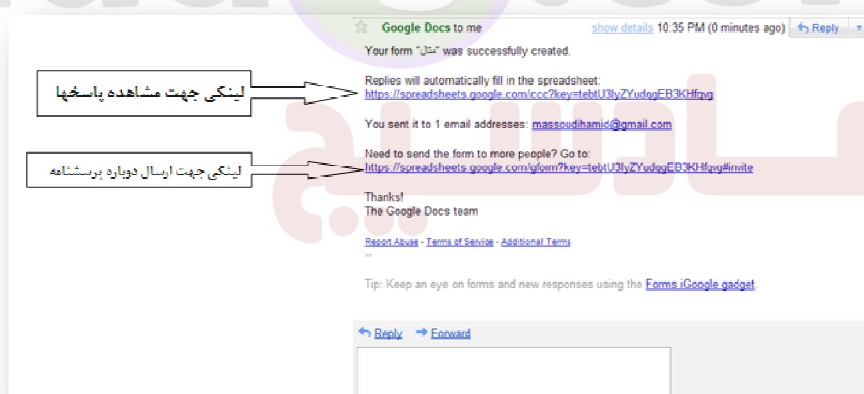 Google Docs to me show details 10:35 PM (0 minutes ago) Reply
Your form "مثال" was successfully created.
Replies will automatically fill in the spreadsheet:
لینکی جهت مشاهده پاسخها
https://spreadsheets.google.com/ccc?key=tebtU3lyZYudqgEB3KHfqvg
You sent it to 1 email addresses: massoudihamid@gmail.com
Need to send the form to more people? Go to:
لینکی جهت ارسال دوباره پرسشنامه
https://spreadsheets.google.com/gform?key=tebtU3lyZYudqgEB3KHfqvg#invite
Thanks!
The Google Docs team
Report Abuse - Terms of Service - Additional Terms
--
Tip: Keep an eye on forms and new responses using the Forms iGoogle gadget.
Reply Forward